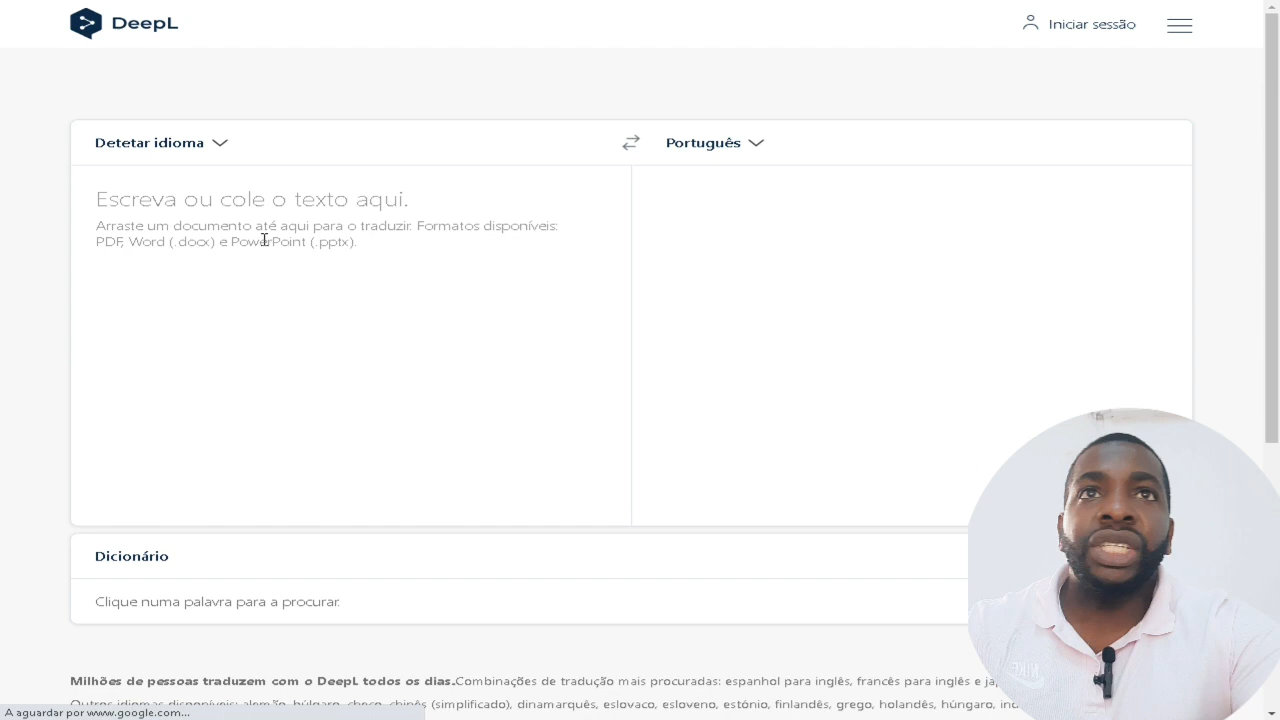 DeepL
Iniciar sessão
Detetar idioma
Português
Escreva ou cole o texto aqui.
Arraste um documento até aqui para o traduzir. Formatos disponíveis:
PDF, Word (.docx) e PowerPoint (.pptx).
Dicionário
Clique numa palavra para a procurar.
Milhões de pessoas traduzem com o DeepL todos os dias.Combinações de tradução mais procuradas: espanhol para inglês, francês para inglês e
Outros idiomas disponíveis: alemão, búlgaro, checo, chinês (simplificado), dinamarquês, eslovaco, esloveno, estónio, finlandês, grego, holandês, húngaro,
A aguardar por www.google.com...
NIKE